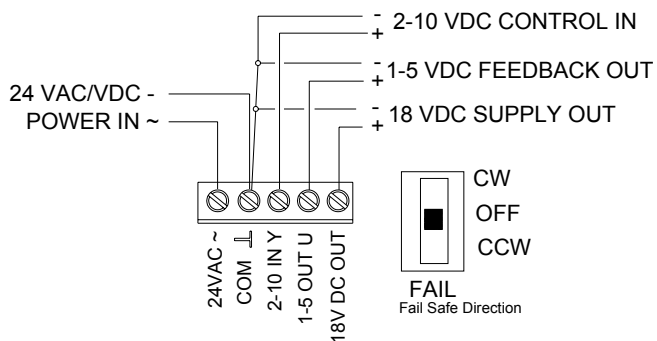 - 2-10 VDC CONTROL IN
+
- 1-5 VDC FEEDBACK OUT
+
24 VAC/VDC -
- 18 VDC SUPPLY OUT
POWER IN ~
+
CW
OFF
CCW
24VAC ~
COM ⊥
2-10 IN Y
1-5 OUT U
18V DC OUT
FAIL
Fail Safe Direction